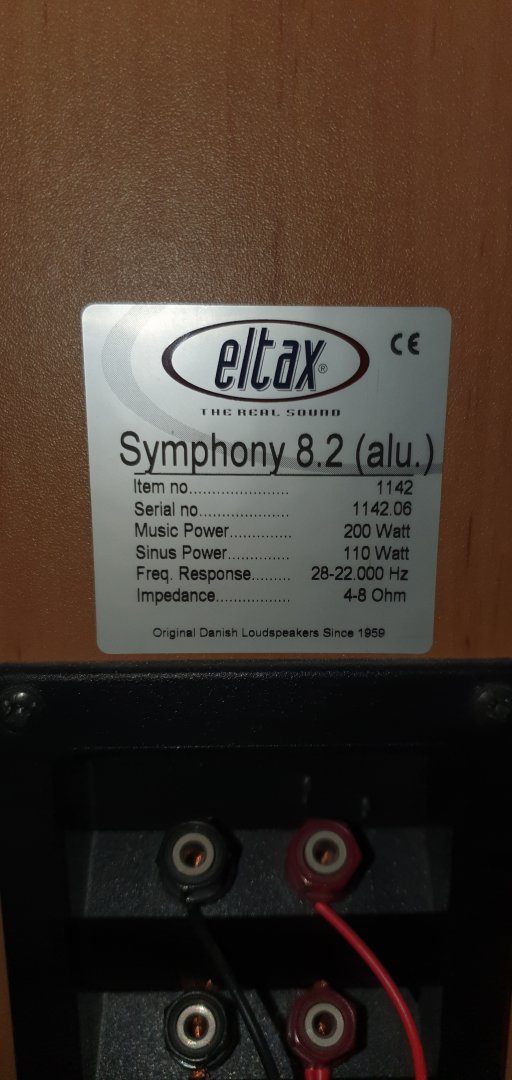 eltax®
CE
THE REAL SOUND
Symphony 8.2 (alu.)
Item no...................... 1142
Serial no.................... 1142.06
Music Power.............. 200 Watt
Sinus Power.............. 110 Watt
Freq. Response......... 28-22.000 Hz
Impedance................. 4-8 Ohm
Original Danish Loudspeakers Since 1959